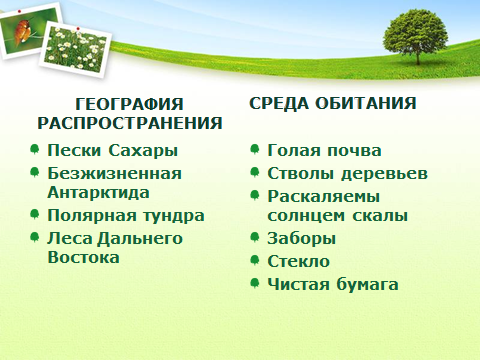 ГЕОГРАФИЯ
РАСПРОСТРАНЕНИЯ
Пески Сахары
Безжизненная
Антарктида
Полярная тундра
Леса Дальнего
Востока
СРЕДА ОБИТАНИЯ
Голая почва
Стволы деревьев
Раскаляемы
солнцем скалы
Заборы
Стекло
Чистая бумага